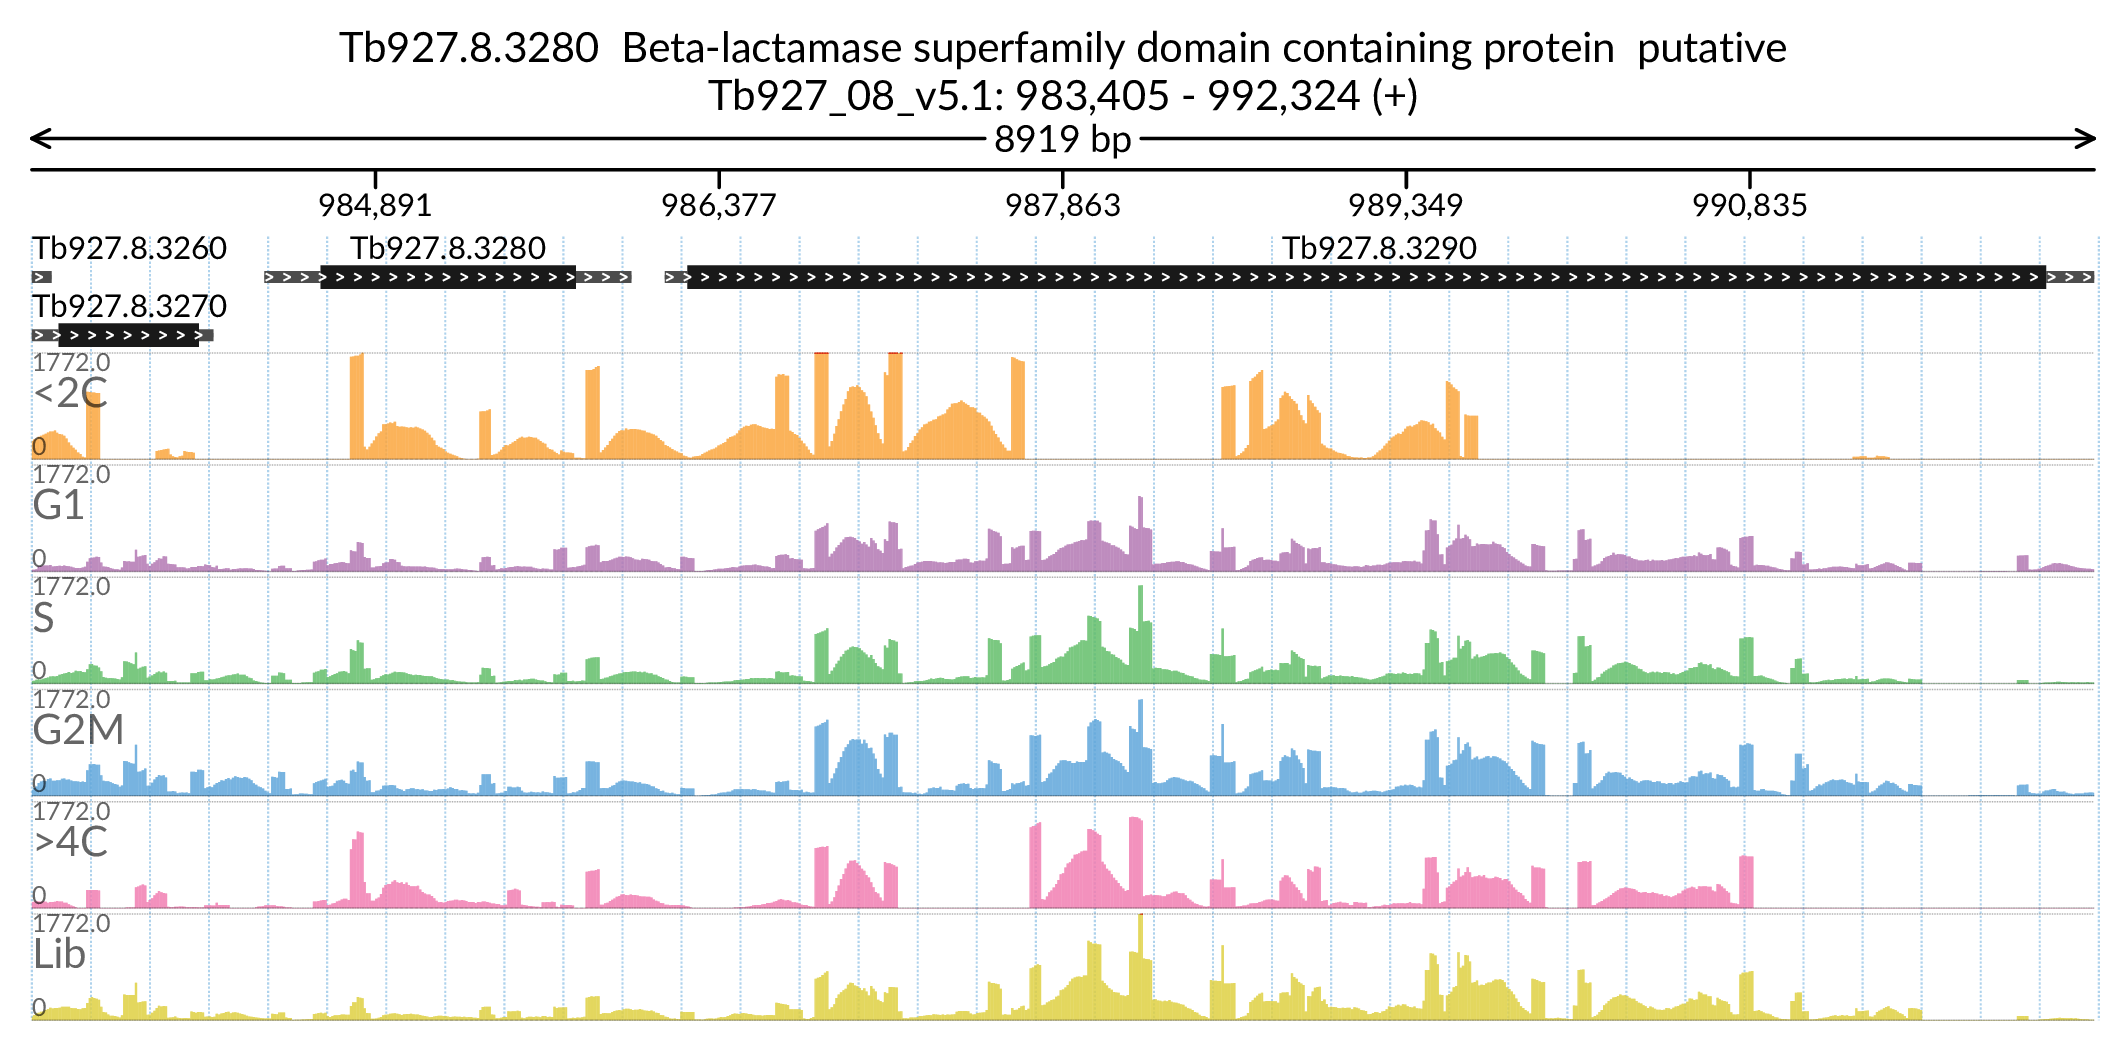 Tb927.8.3280  Beta-lactamase superfamily domain containing protein  putative
Tb927_08_v5.1: 983,405 - 992,324 (+)
8919 bp
984,891 986,377 987,863 989,349 990,835
Tb927.8.3260 Tb927.8.3280 Tb927.8.3290
Tb927.8.3270
1772.0
<2C
0
1772.0
G1
0
1772.0
S
0
1772.0
G2M
0
1772.0
>4C
0
1772.0
Lib
0